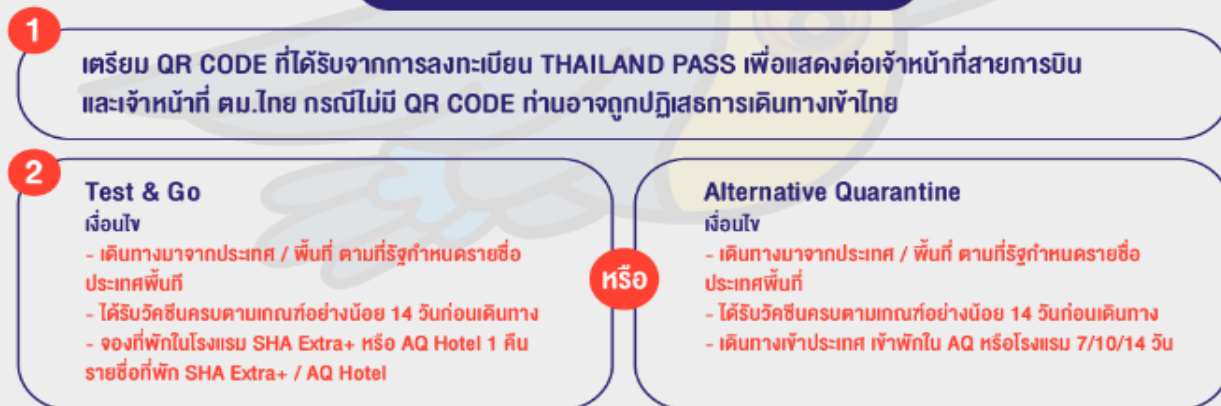 1
เตรียม QR CODE ที่ได้รับจากการลงทะเบียน THAILAND PASS เพื่อแสดงต่อเจ้าหน้าที่สายการบิน
และเจ้าหน้าที่ ตม.ไทย กรณีไม่มี QR CODE ท่านอาจถูกปฏิเสธการเดินทางเข้าไทย
2
Test & Go
เงื่อนไข
- เดินทางมาจากประเทศ / พื้นที่ ตามที่รัฐกำหนดรายชื่อ
ประเทศพื้นที่
- ได้รับวัคซีนครบตามเกณฑ์อย่างน้อย 14 วันก่อนเดินทาง
- จองที่พักในโรงแรม SHA Extra+ หรือ AQ Hotel 1 คืน
รายชื่อที่พัก SHA Extra+ / AQ Hotel
หรือ
Alternative Quarantine
เงื่อนไข
- เดินทางมาจากประเทศ / พื้นที่ ตามที่รัฐกำหนดรายชื่อ
ประเทศพื้นที่
- ได้รับวัคซีนครบตามเกณฑ์อย่างน้อย 14 วันก่อนเดินทาง
- เดินทางเข้าประเทศ เข้าพักใน AQ หรือโรงแรม 7/10/14 วัน